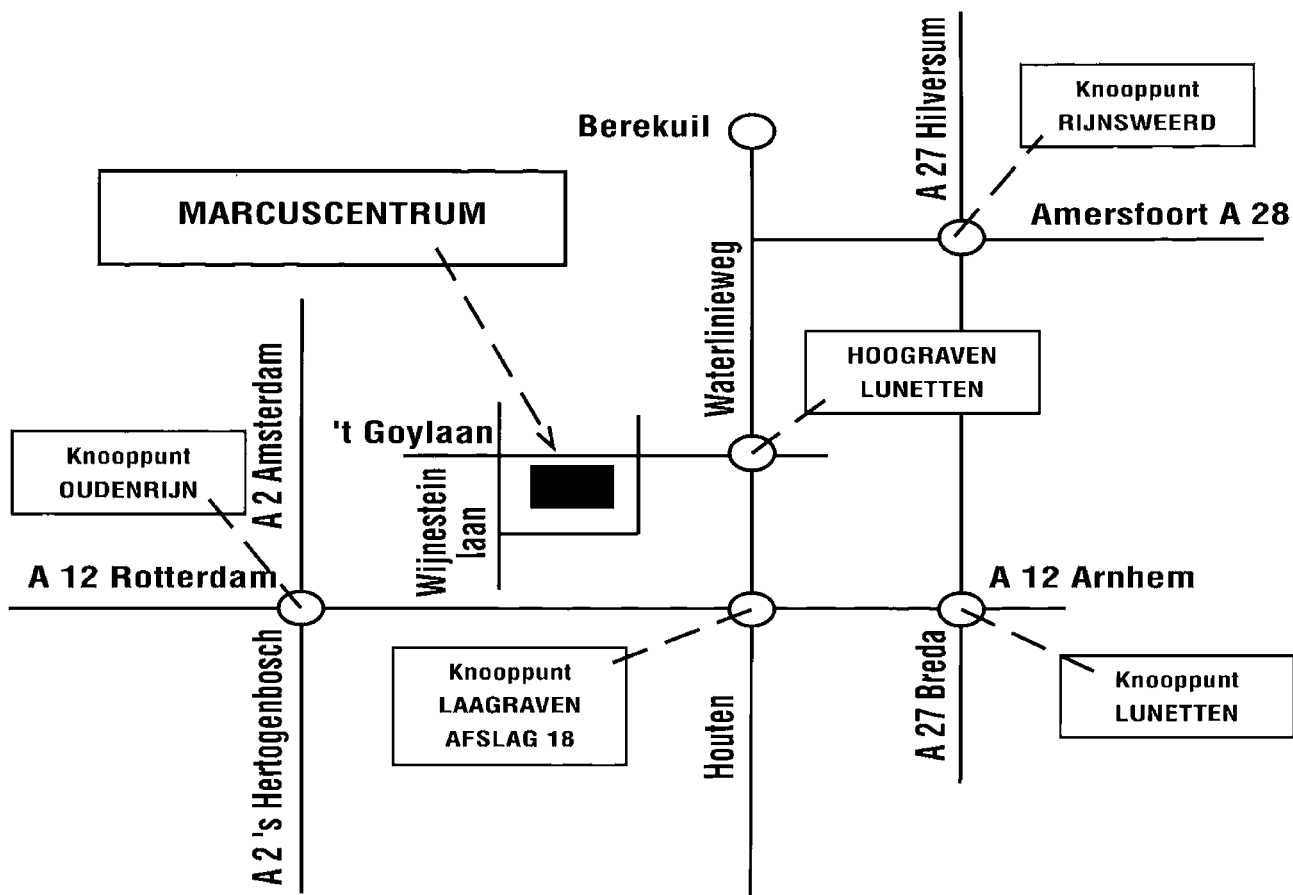 A 27 Hilversum
Knooppunt
RIJNSWEERD
Berekuil
MARCUSCENTRUM
Amersfoort A 28
Waterlinieweg
HOOGRAVEN
LUNETTEN
A 2 Amsterdam
't Goylaan
Knooppunt
OUDENRIJN
Wijnestein
laan
A 12 Rotterdam
A 12 Arnhem
A 2 's Hertogenbosch
Knooppunt
LAAGRAVEN
AFSLAG 18
Houten
A 27 Breda
Knooppunt
LUNETTEN